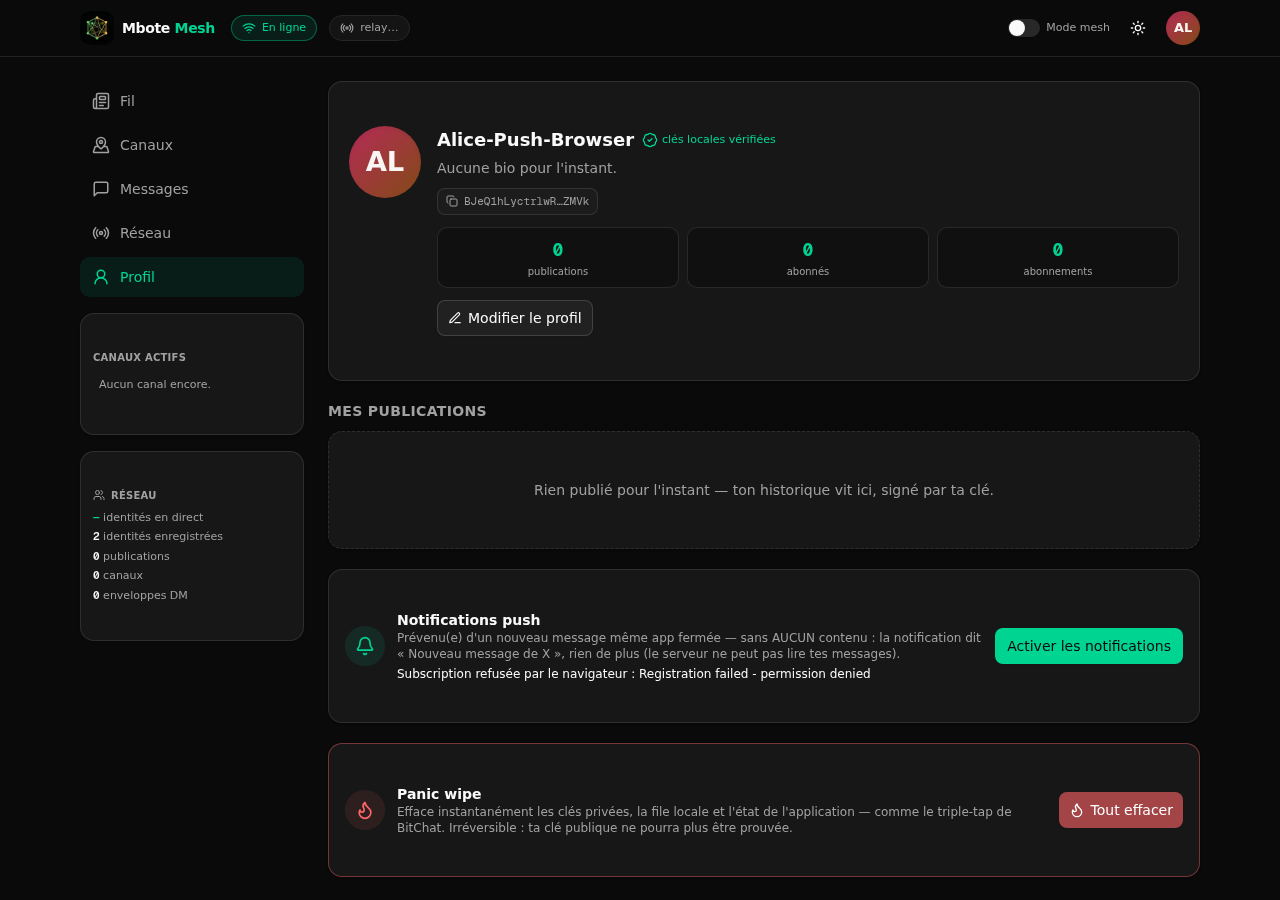 Mbote Mesh
En ligne
relay...
Mode mesh
AL
Fil
Canaux
Messages
Réseau
Profil
CANAUX ACTIFS
Aucun canal encore.
RÉSEAU
– identités en direct
2 identités enregistrées
0 publications
0 canaux
0 enveloppes DM
AL
Alice-Push-Browser
clés locales vérifiées
Aucune bio pour l'instant.
BJeQ1hLyctrlwR…ZMVk
0
publications
0
abonnés
0
abonnements
Modifier le profil
MES PUBLICATIONS
Rien publié pour l'instant — ton historique vit ici, signé par ta clé.
Notifications push
Prévenu(e) d'un nouveau message même app fermée — sans AUCUN contenu : la notification dit
« Nouveau message de X », rien de plus (le serveur ne peut pas lire tes messages).
Subscription refusée par le navigateur : Registration failed - permission denied
Activer les notifications
Panic wipe
Efface instantanément les clés privées, la file locale et l'état de l'application — comme le triple-tap de
BitChat. Irréversible : ta clé publique ne pourra plus être prouvée.
Tout effacer